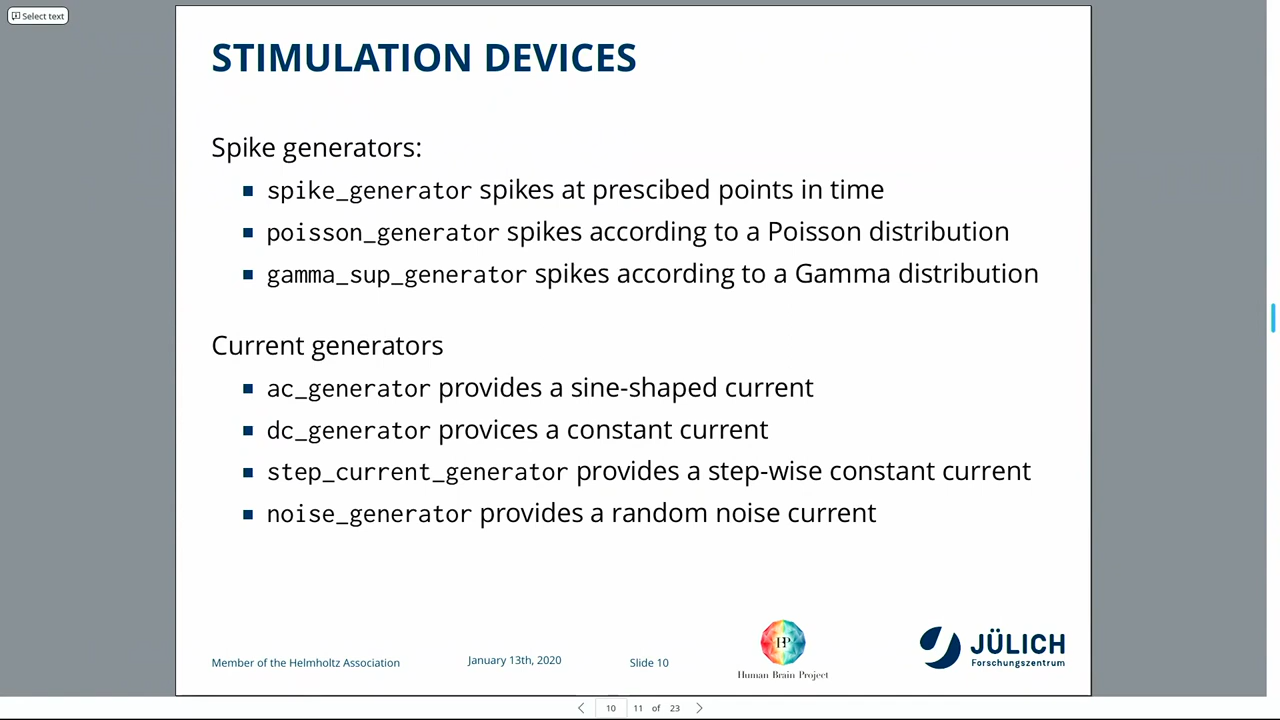 Select text
STIMULATION DEVICES
Spike generators:
spike_generator spikes at prescibed points in time
poisson_generator spikes according to a Poisson distribution
gamma_sup_generator spikes according to a Gamma distribution
Current generators
ac_generator provides a sine-shaped current
dc_generator provices a constant current
step_current_generator provides a step-wise constant current
noise_generator provides a random noise current
Member of the Helmholtz Association
January 13th, 2020
Slide 10
HBP
Human Brain Project
JÜLICH
Forschungszentrum
10 11 of 23